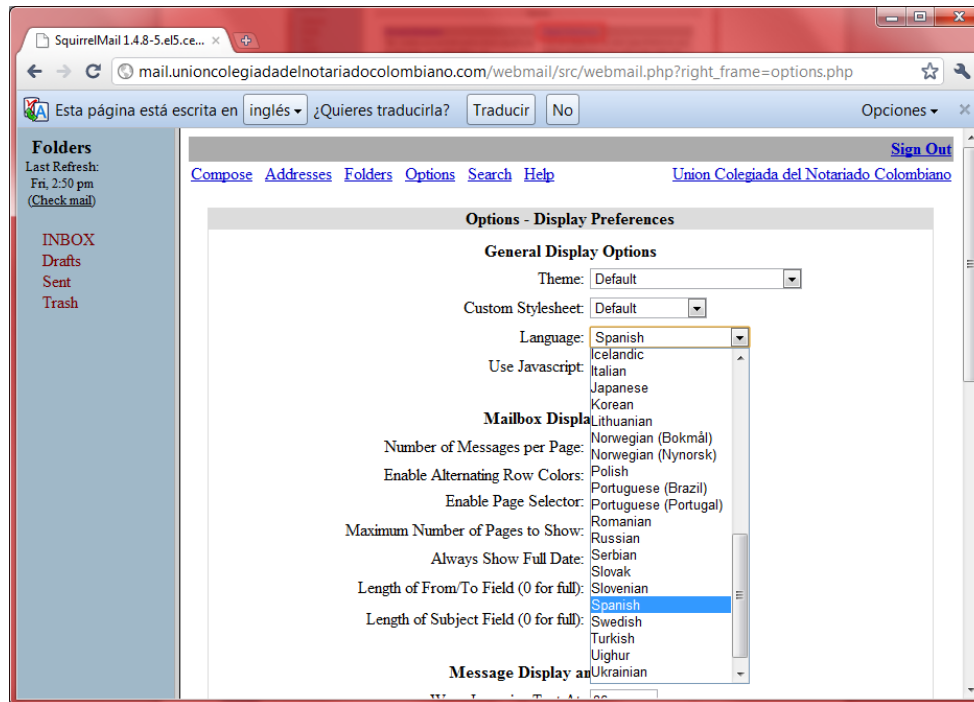 SquirrelMail 1.4.8-5.el5.ce...
mail.unioncolegiadadelnotariadocolombiano.com/webmail/src/webmail.php?right_frame=options.php
Esta página está escrita en inglés ¿Quieres traducirla? Traducir No Opciones
Folders
Last Refresh:
Fri, 2:50 pm
(Check mail)
INBOX
Drafts
Sent
Trash
Sign Out
Compose Addresses Folders Options Search Help Union Colegiada del Notariado Colombiano
Options - Display Preferences
General Display Options
Theme: Default
Custom Stylesheet: Default
Language: Spanish
Use Javascript:
Mailbox Displa
Number of Messages per Page:
Enable Alternating Row Colors:
Enable Page Selector:
Maximum Number of Pages to Show:
Always Show Full Date:
Length of From/To Field (0 for full):
Length of Subject Field (0 for full):
Message Display an
Icelandic
Italian
Japanese
Korean
Lithuanian
Norwegian (Bokmål)
Norwegian (Nynorsk)
Polish
Portuguese (Brazil)
Portuguese (Portugal)
Romanian
Russian
Serbian
Slovak
Slovenian
Spanish
Swedish
Turkish
Uighur
Ukrainian